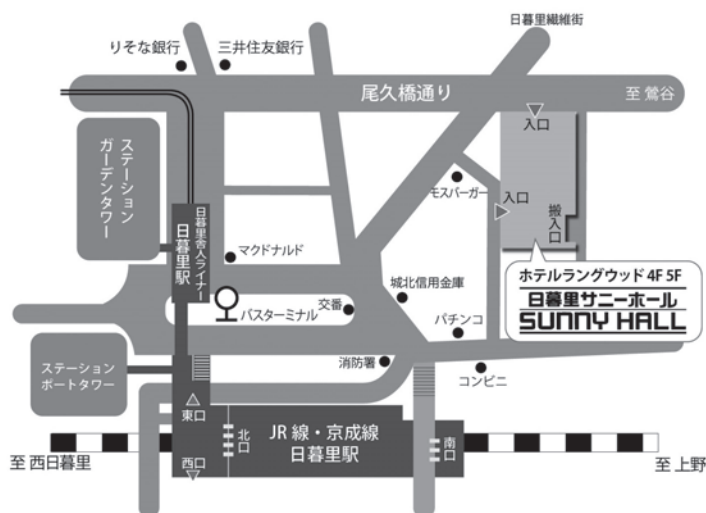 日暮里繊維街
りそな銀行
三井住友銀行
尾久橋通り
至 鶯谷
入口
ステーション
ガーデンタワー
モスバーガー
入口
搬入口
日暮里舎人ライナー
日暮里駅
マクドナルド
ホテルラングウッド 4F 5F
日暮里サニーホール
SUNNY HALL
城北信用金庫
交番
バスターミナル
パチンコ
ステーション
ポートタワー
消防署
コンビニ
東口
北口
JR 線・京成線
日暮里駅
南口
西口
至 西日暮里
至 上野